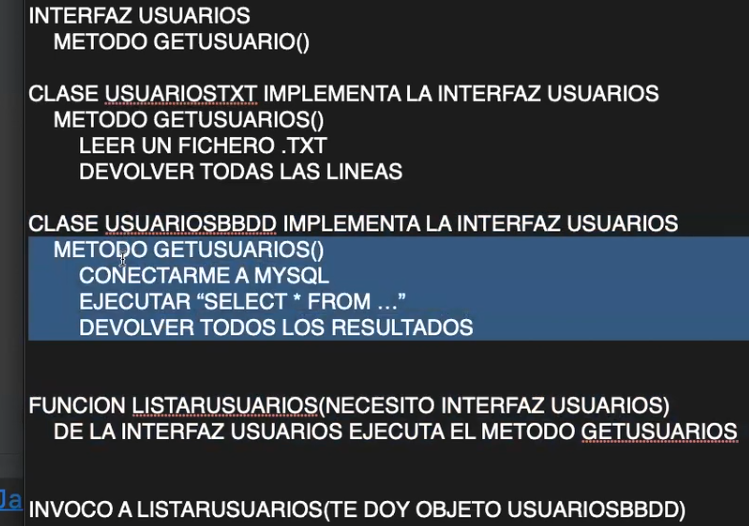 INTERFAZ USUARIOS
METODO GETUSUARIO()
CLASE USUARIOSTXT IMPLEMENTA LA INTERFAZ USUARIOS
METODO GETUSUARIOS()
LEER UN FICHERO .TXT
DEVOLVER TODAS LAS LINEAS
CLASE USUARIOSBBDD IMPLEMENTA LA INTERFAZ USUARIOS
METODO GETUSUARIOS()
CONECTARME A MYSQL
EJECUTAR “SELECT * FROM …”
DEVOLVER TODOS LOS RESULTADOS
FUNCION LISTARUSUARIOS(NECESITO INTERFAZ USUARIOS)
DE LA INTERFAZ USUARIOS EJECUTA EL METODO GETUSUARIOS
Ja
INVOCO A LISTARUSUARIOS(TE DOY OBJETO USUARIOSBBDD)